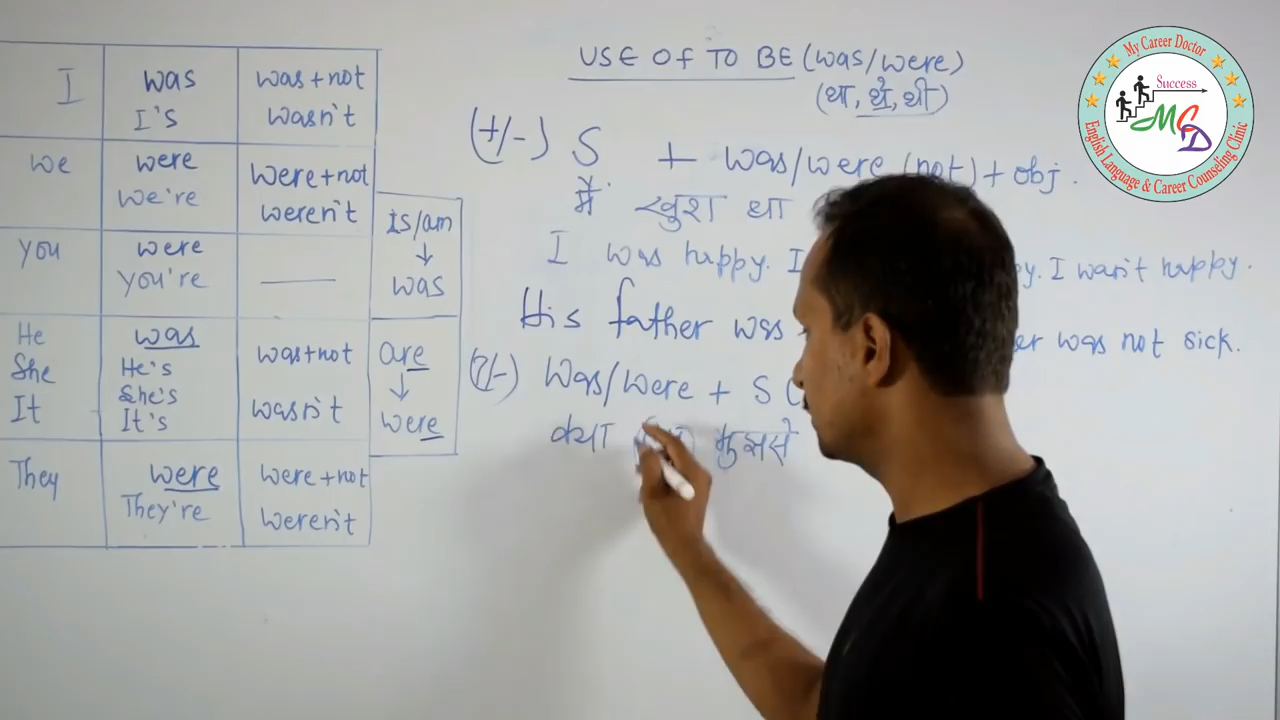 I was was+not
I's wasn't
we were were+not
we're weren't
you were
you're
He was was+not
She He's wasn't
It She's
It's
They were were+not
They're weren't
is/am
↓
was
are
↓
were
USE OF TO BE (was/were)
(था, थे, थी)
(+/-) S + was/were (not) + obj.
मैं खुश था
I was happy. I py. I wasn't happy.
His father was er was not sick.
(?/-) Was/were + S (
क्या मुझसे
My Career Doctor
Success
MCD
English Language & Career Counseling Clinic